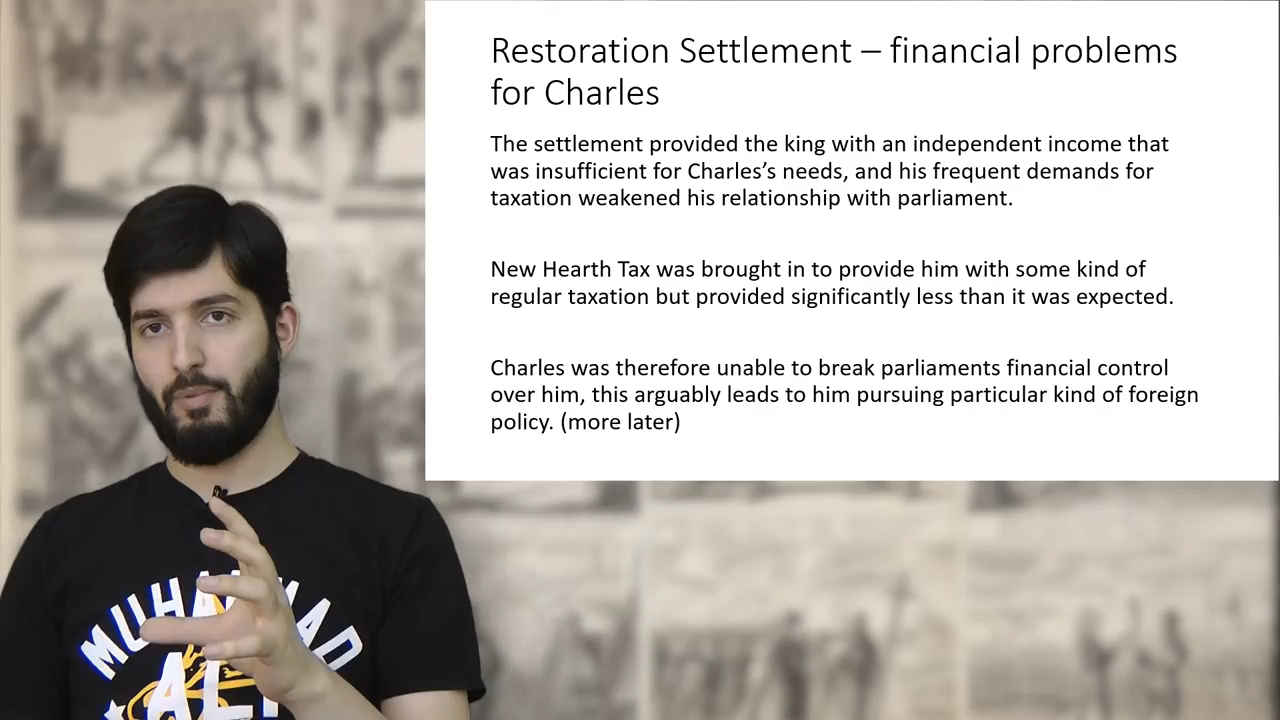 Restoration Settlement – financial problems
for Charles
The settlement provided the king with an independent income that
was insufficient for Charles’s needs, and his frequent demands for
taxation weakened his relationship with parliament.
New Hearth Tax was brought in to provide him with some kind of
regular taxation but provided significantly less than it was expected.
Charles was therefore unable to break parliaments financial control
over him, this arguably leads to him pursuing particular kind of foreign
policy. (more later)
ALI